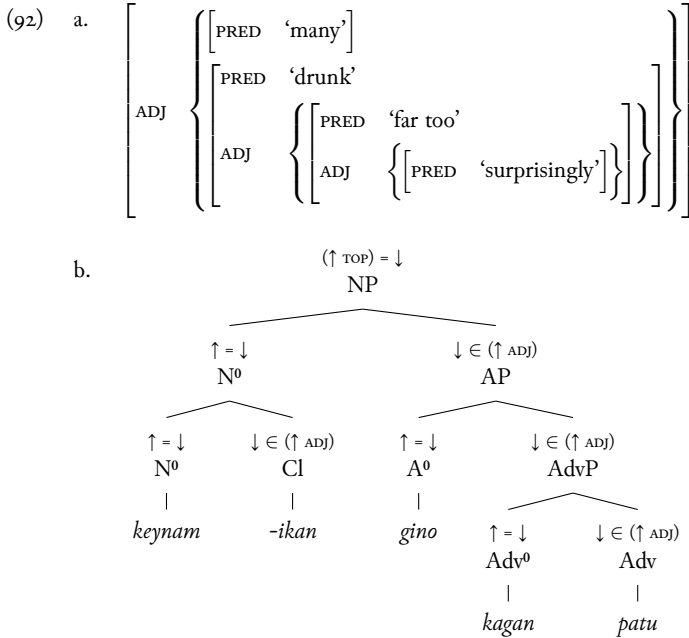 (92) a. [ADJ {[PRED ‘many’]
[PRED ‘drunk’
ADJ {[PRED ‘far too’
ADJ {[PRED ‘surprisingly’]}]}]}]
b. (↑ TOP) = ↓
NP
↑ = ↓ ↓ ∈ (↑ ADJ)
N⁰ AP
↑ = ↓ ↓ ∈ (↑ ADJ) ↑ = ↓ ↓ ∈ (↑ ADJ)
N⁰ Cl A⁰ AdvP
keynam -ikan gino
↑ = ↓ ↓ ∈ (↑ ADJ)
Adv⁰ Adv
kagan patu